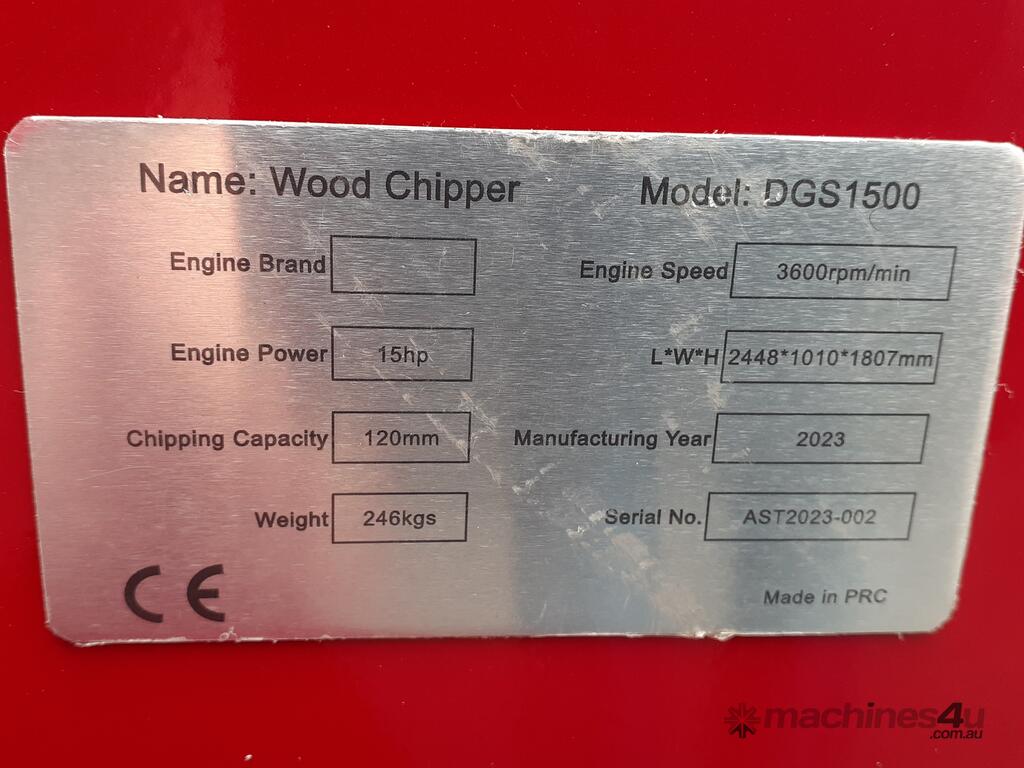 Name: Wood Chipper Model: DGS1500
Engine Brand Engine Speed 3600rpm/min
Engine Power 15hp L*W*H 2448*1010*1807mm
Chipping Capacity 120mm Manufacturing Year 2023
Weight 246kgs Serial No. AST2023-002
CE Made in PRC
machines4u
.com.au